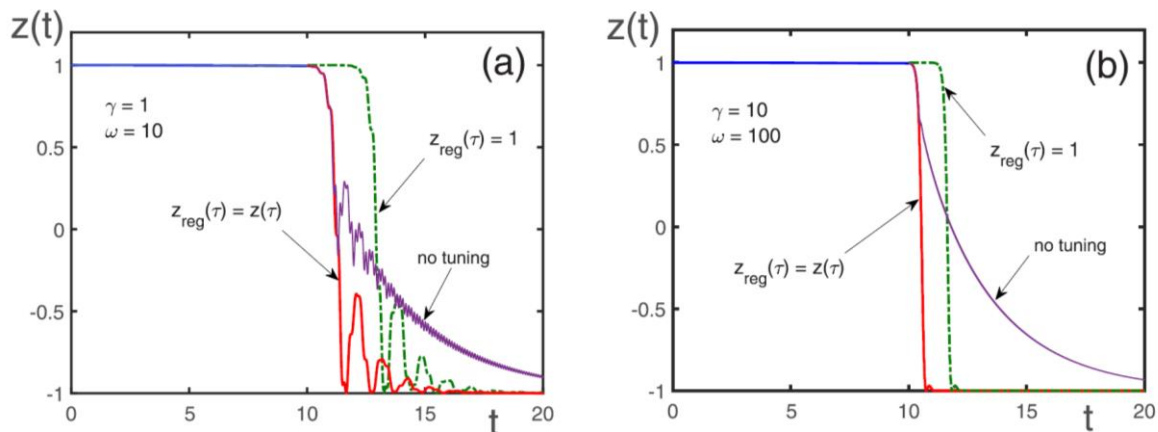 z(t)
(a)
1
0.5
0
-0.5
-1
γ = 1
ω = 10
z_reg(τ) = 1
z_reg(τ) = z(τ)
no tuning
0 5 10 15 t 20
z(t)
(b)
1
0.5
0
-0.5
-1
γ = 10
ω = 100
z_reg(τ) = 1
z_reg(τ) = z(τ)
no tuning
0 5 10 15 t 20